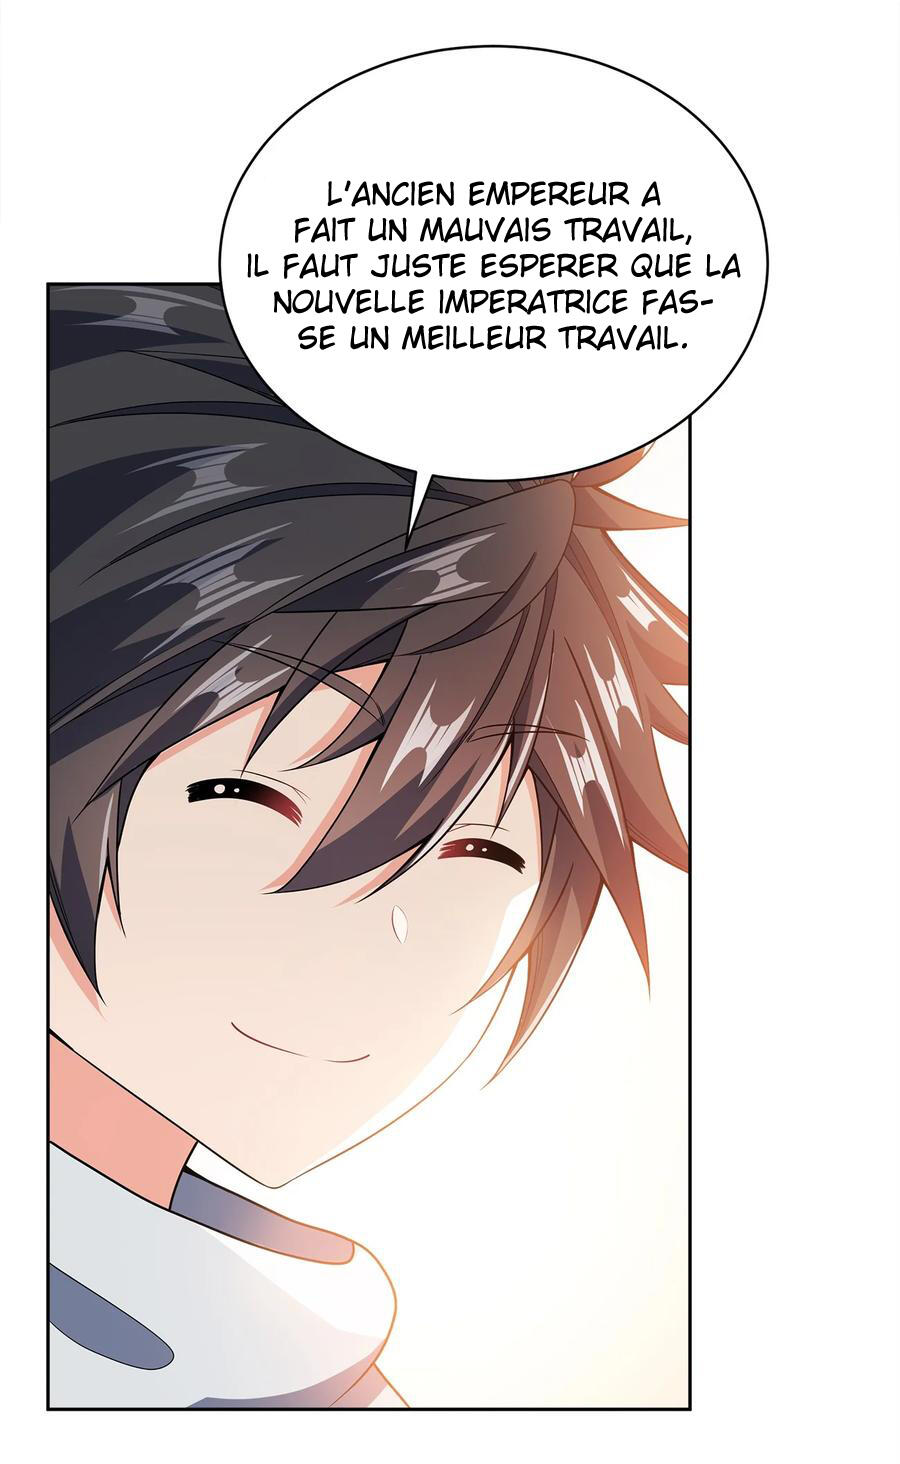 L'ANCIEN EMPEREUR A
FAIT UN MAUVAIS TRAVAIL,
IL FAUT JUSTE ESPERER QUE LA
NOUVELLE IMPERATRICE FAS-
SE UN MEILLEUR TRAVAIL.